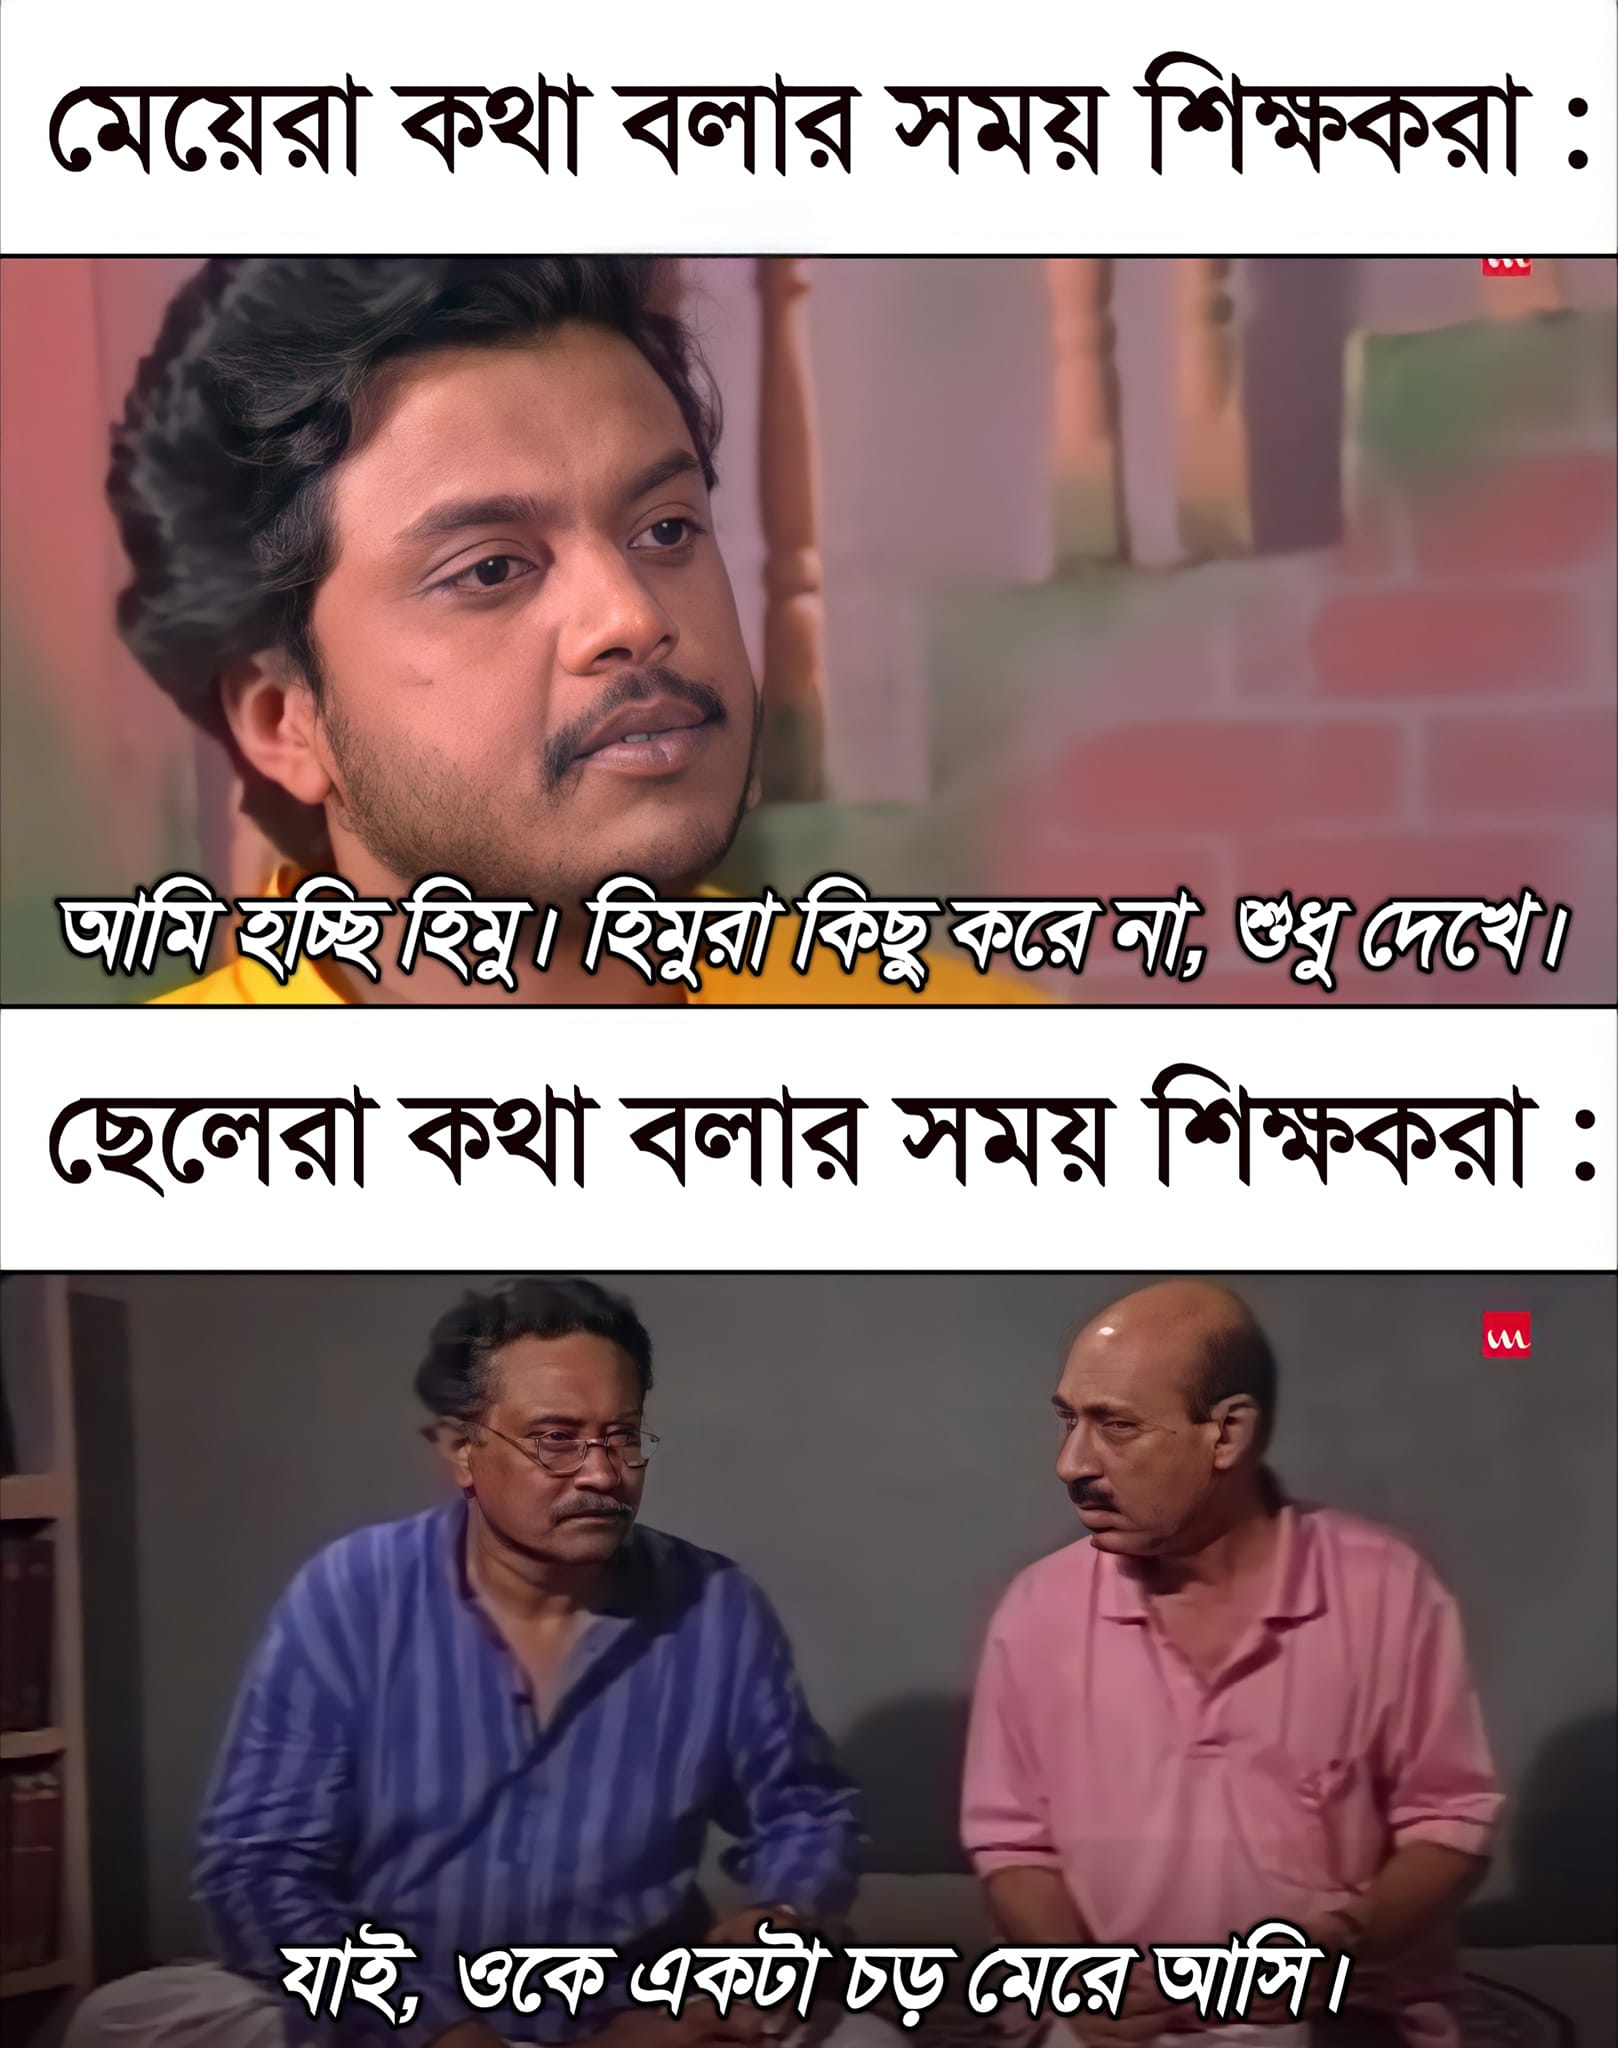 মেয়েরা কথা বলার সময় শিক্ষকরা :
আমি হচ্ছি হিমু। হিমুরা কিছু করে না, শুধু দেখে।
ছেলেরা কথা বলার সময় শিক্ষকরা :
যাই, ওকে একটা চড় মেরে আসি।